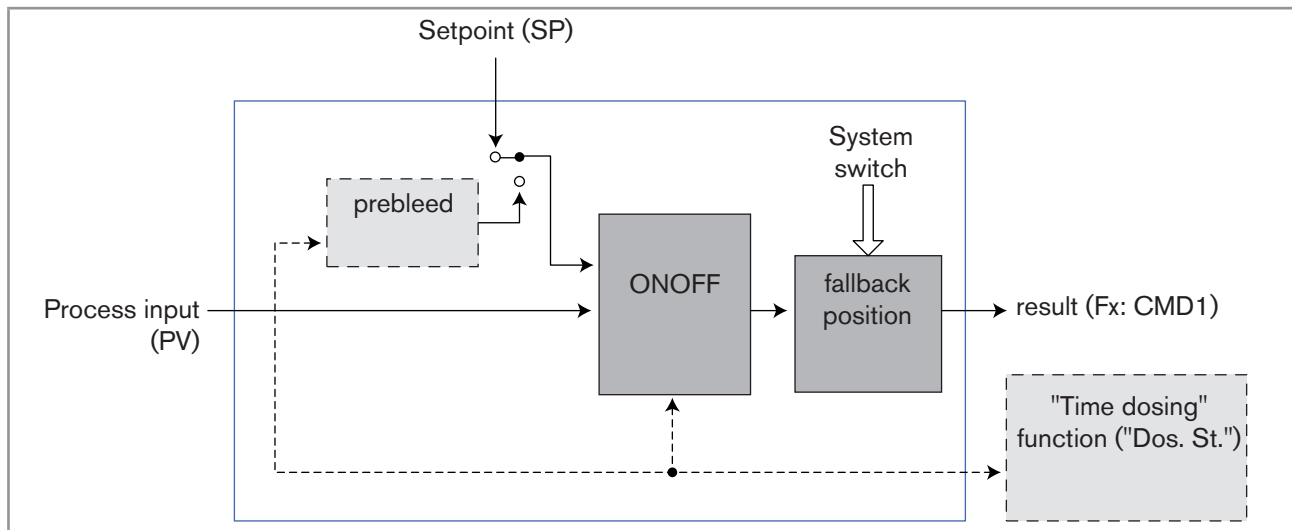 Setpoint (SP)
System
switch
prebleed
ONOFF
fallback
position
Process input
(PV)
result (Fx: CMD1)
"Time dosing"
function ("Dos. St.")